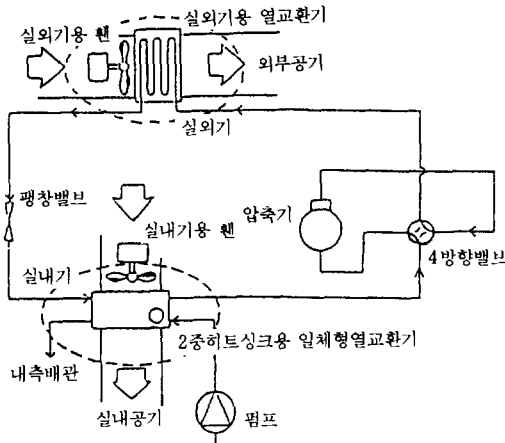 실외기용 열교환기
실외기용 휀
외부공기
실외기
팽창밸브
압축기
실내기용 휀
4방향밸브
실내기
2중히트싱크용 일체형열교환기
내측배관
실내공기
펌프